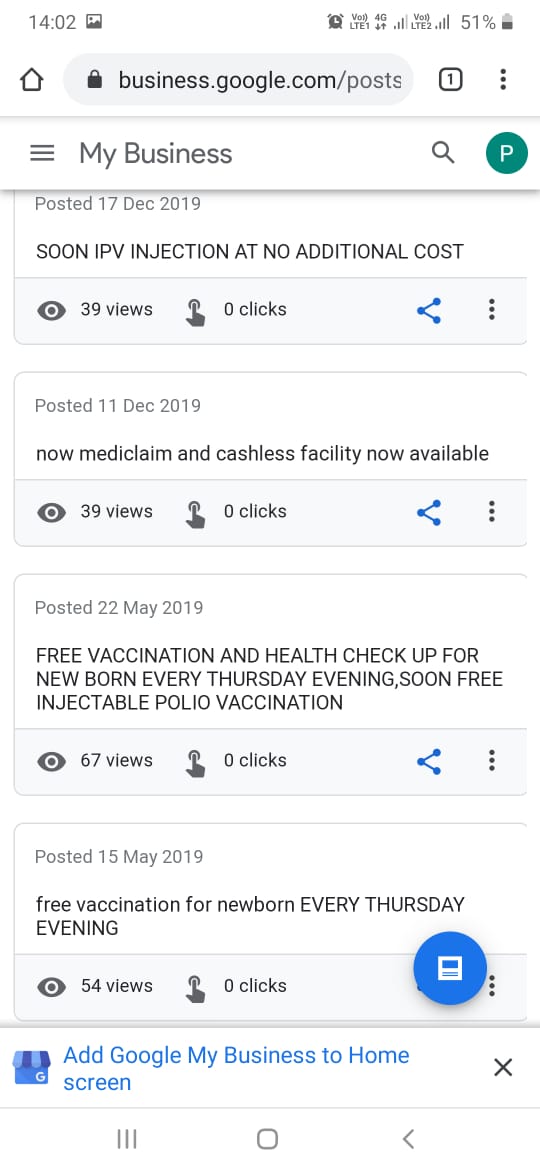 14:02 Vo)) LTE1 4G Vo)) LTE2 51%
business.google.com/posts 1
My Business P
Posted 17 Dec 2019
SOON IPV INJECTION AT NO ADDITIONAL COST
39 views 0 clicks
Posted 11 Dec 2019
now mediclaim and cashless facility now available
39 views 0 clicks
Posted 22 May 2019
FREE VACCINATION AND HEALTH CHECK UP FOR
NEW BORN EVERY THURSDAY EVENING,SOON FREE
INJECTABLE POLIO VACCINATION
67 views 0 clicks
Posted 15 May 2019
free vaccination for newborn EVERY THURSDAY
EVENING
54 views 0 clicks
G Add Google My Business to Home
screen